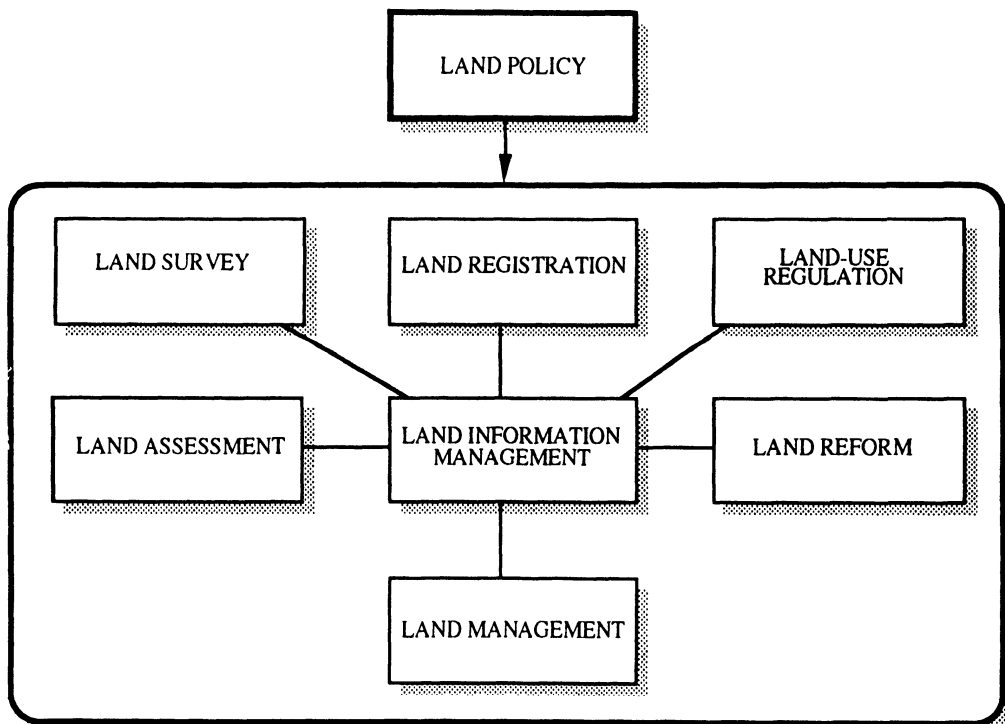 LAND POLICY
LAND SURVEY
LAND REGISTRATION
LAND-USE
REGULATION
LAND ASSESSMENT
LAND INFORMATION
MANAGEMENT
LAND REFORM
LAND MANAGEMENT